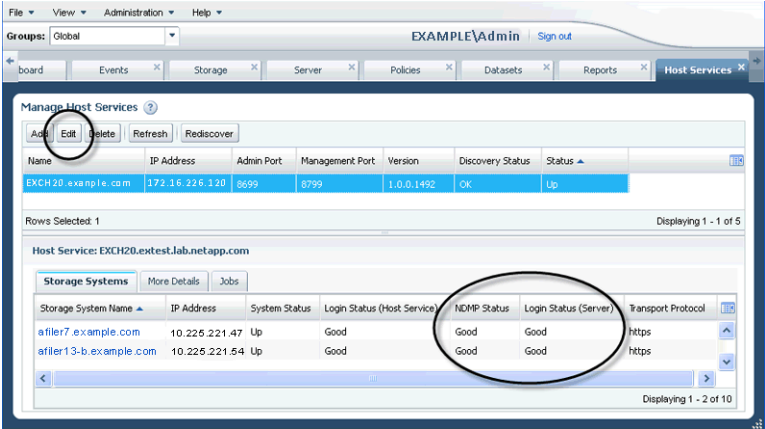 File View Administration Help
Groups: Global EXAMPLE\Admin Sign out
board Events Storage Server Policies Datasets Reports Host Services
Manage Host Services ?
Add Edit Delete Refresh Rediscover
Name IP Address Admin Port Management Port Version Discovery Status Status
EXCH20.example.com 172.16.226.120 8699 8799 1.0.0.1492 OK Up
Rows Selected: 1 Displaying 1 - 1 of 5
Host Service: EXCH20.extest.lab.netapp.com
Storage Systems More Details Jobs
Storage System Name IP Address System Status Login Status (Host Service) NDMP Status Login Status (Server) Transport Protocol
afiler7.example.com 10.225.221.47 Up Good Good Good https
afiler13-b.example.com 10.225.221.54 Up Good Good Good https
Displaying 1 - 2 of 10